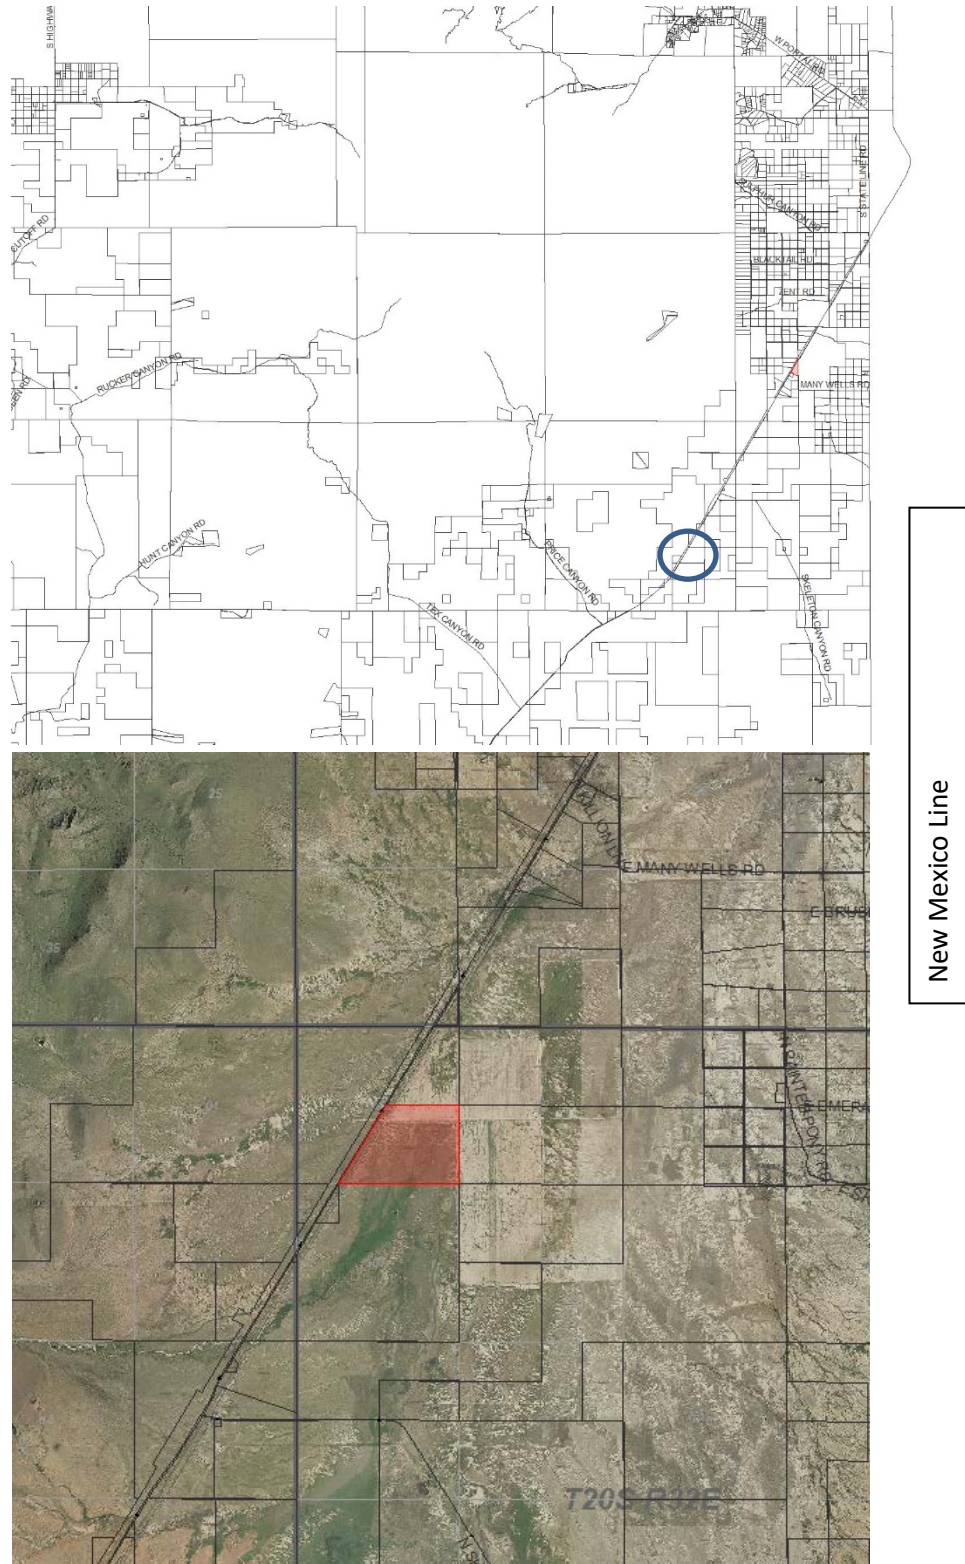 S HIGHWA
W PORTAL RD
S STATE LINE RD
SULPHUR CANYON RD
CUTOFF RD
BLACKTAIL RD
ZENT RD
RUCKER CANYON RD
MANY WELLS RD
HUNT CANYON RD
PRICE CANYON RD
TEX CANYON RD
SKELETON CANYON RD
New Mexico Line
E MANY WELLS RD
T20S R32E